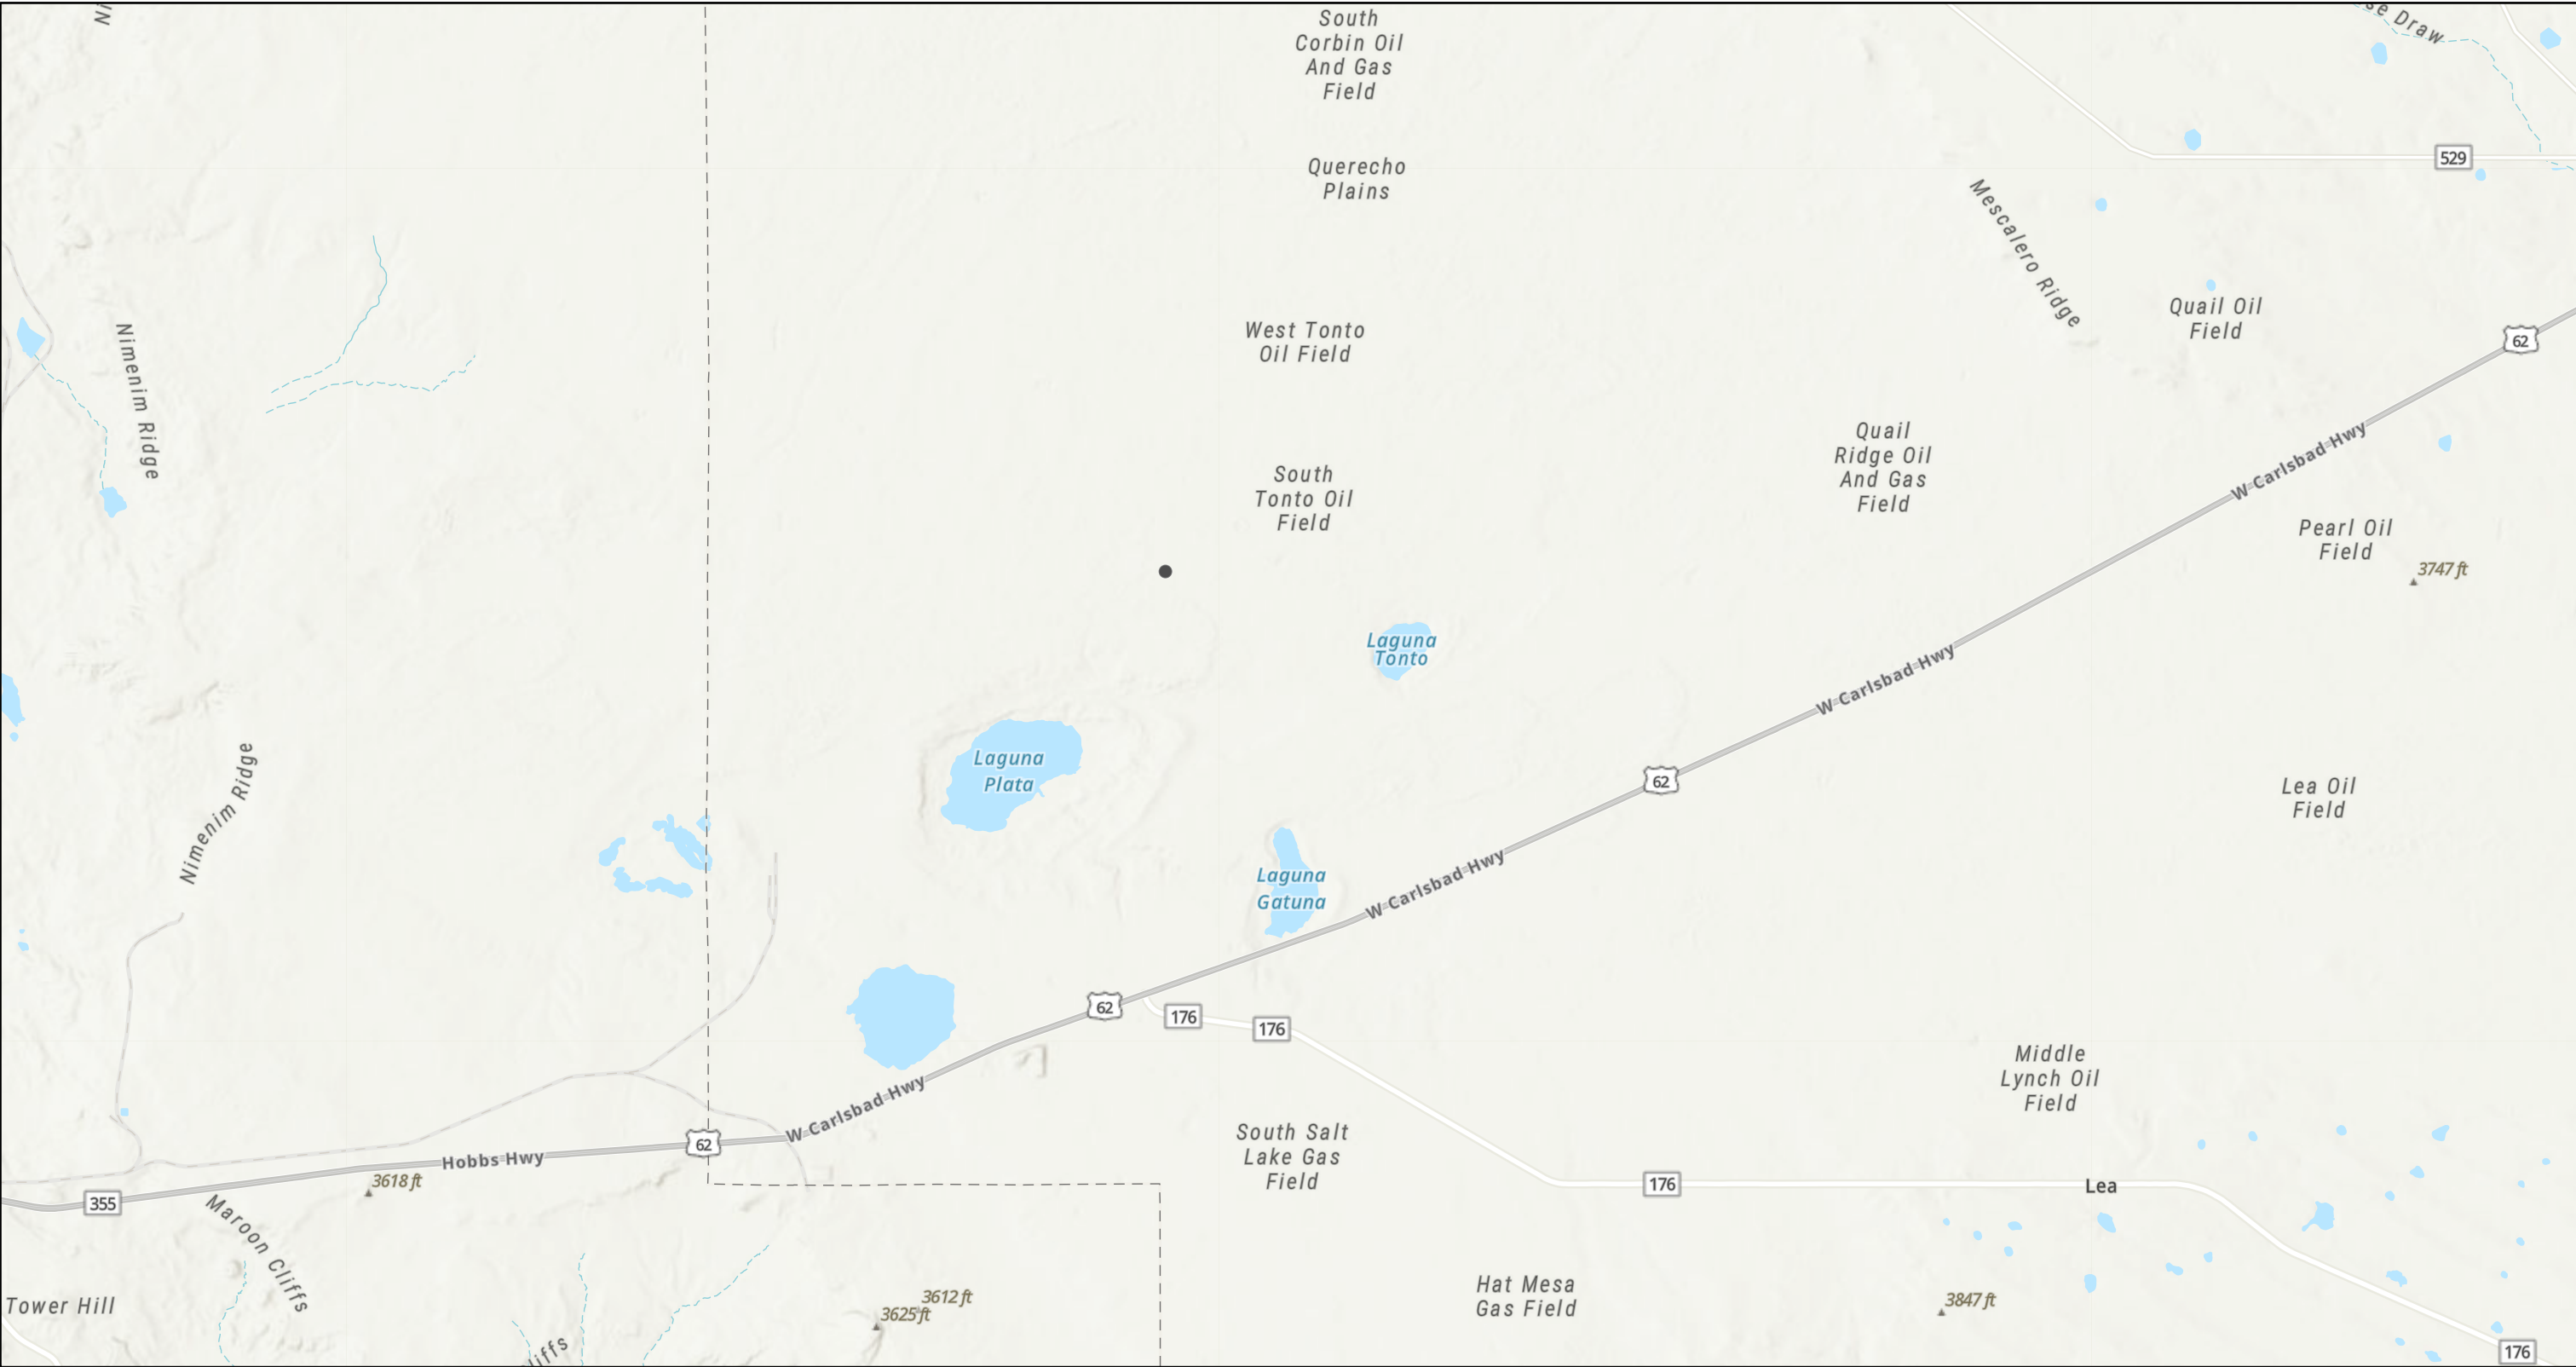 Ni
South
Corbin Oil
And Gas
Field
se Draw
Querecho
Plains
529
Mescalero Ridge
Quail Oil
Field
62
West Tonto
Oil Field
Nimenim Ridge
Quail
Ridge Oil
And Gas
Field
W Carlsbad Hwy
South
Tonto Oil
Field
Pearl Oil
Field
3747 ft
Laguna
Tonto
W Carlsbad Hwy
Laguna
Plata
62
Lea Oil
Field
Nimenim Ridge
Laguna
Gatuna
W Carlsbad Hwy
62
176
176
Middle
Lynch Oil
Field
W Carlsbad Hwy
62
Hobbs Hwy
South Salt
Lake Gas
Field
3618 ft
355
176
Lea
Maroon Cliffs
Tower Hill
3612 ft
3625 ft
Hat Mesa
Gas Field
3847 ft
liffs
176